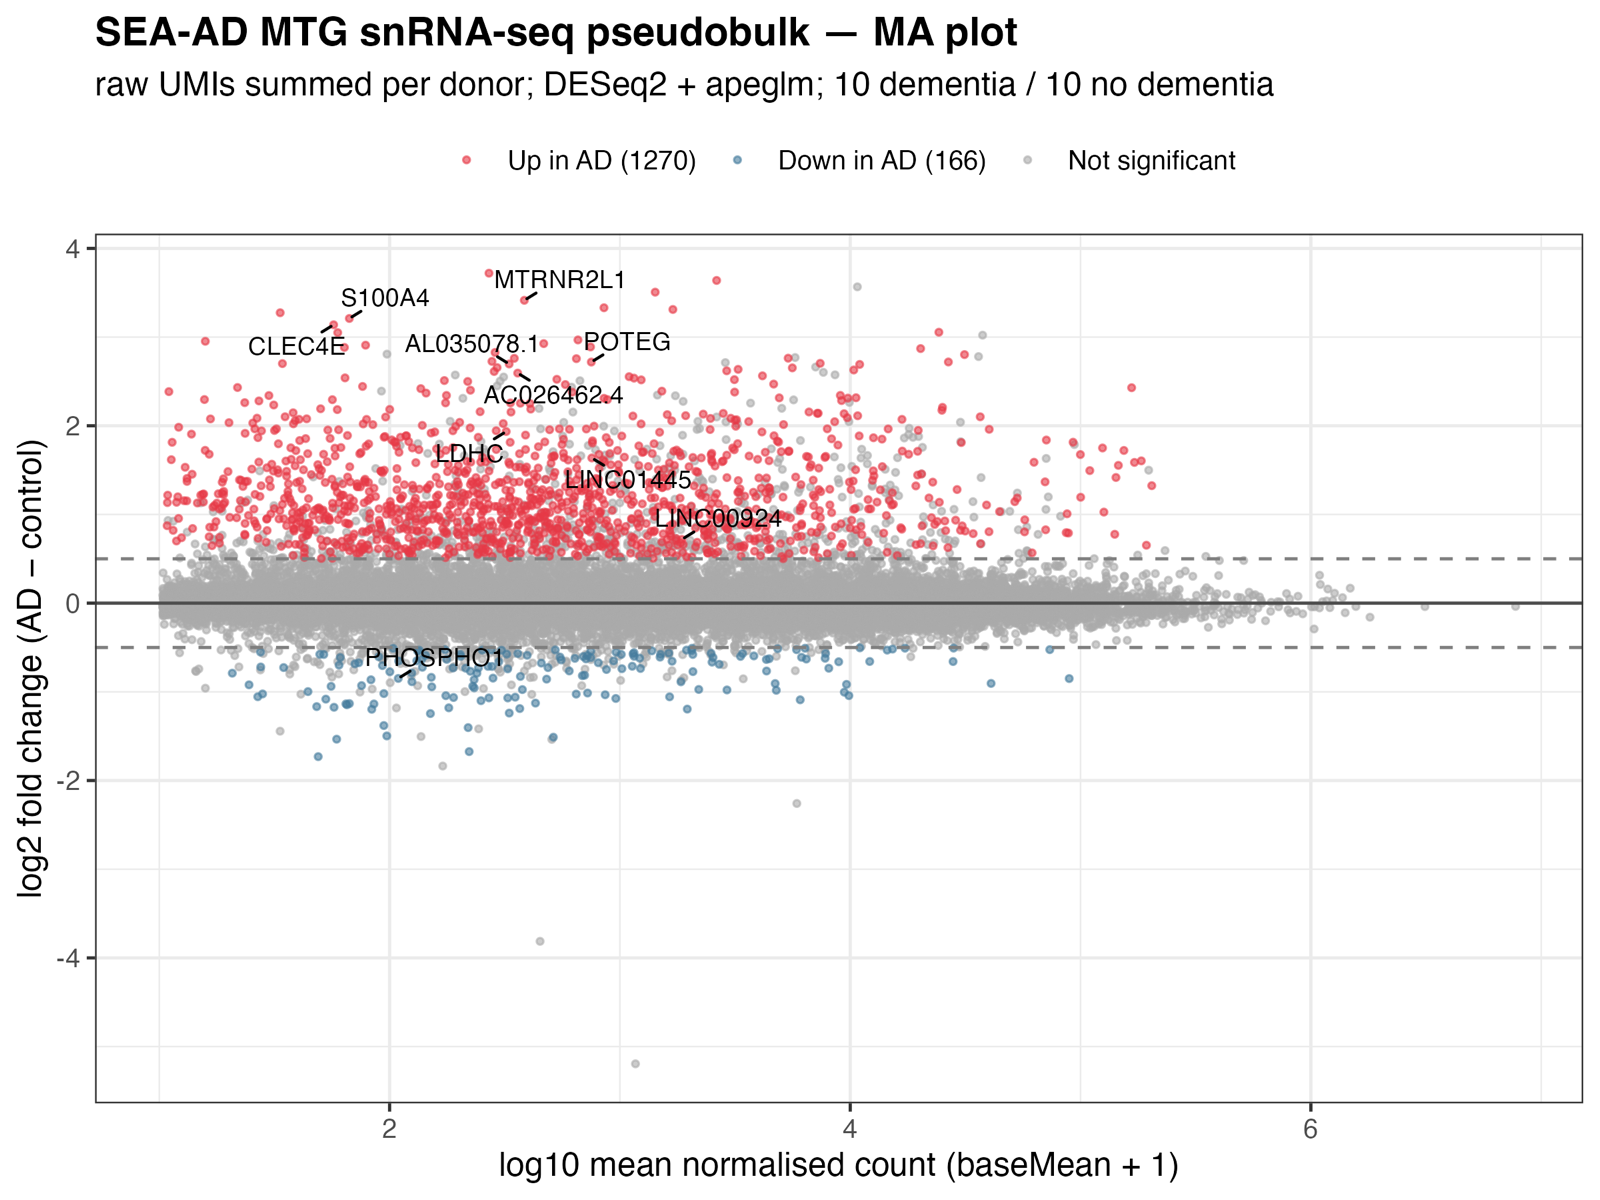 SEA-AD MTG snRNA-seq pseudobulk — MA plot
raw UMIs summed per donor; DESeq2 + apeglm; 10 dementia / 10 no dementia
Up in AD (1270)
Down in AD (166)
Not significant
log2 fold change (AD − control)
4
2
0
-2
-4
MTRNR2L1
S100A4
CLEC4E
AL035078.1
POTEG
AC026462.4
LDHC
LINC01445
LINC00924
PHOSPHO1
2
4
6
log10 mean normalised count (baseMean + 1)